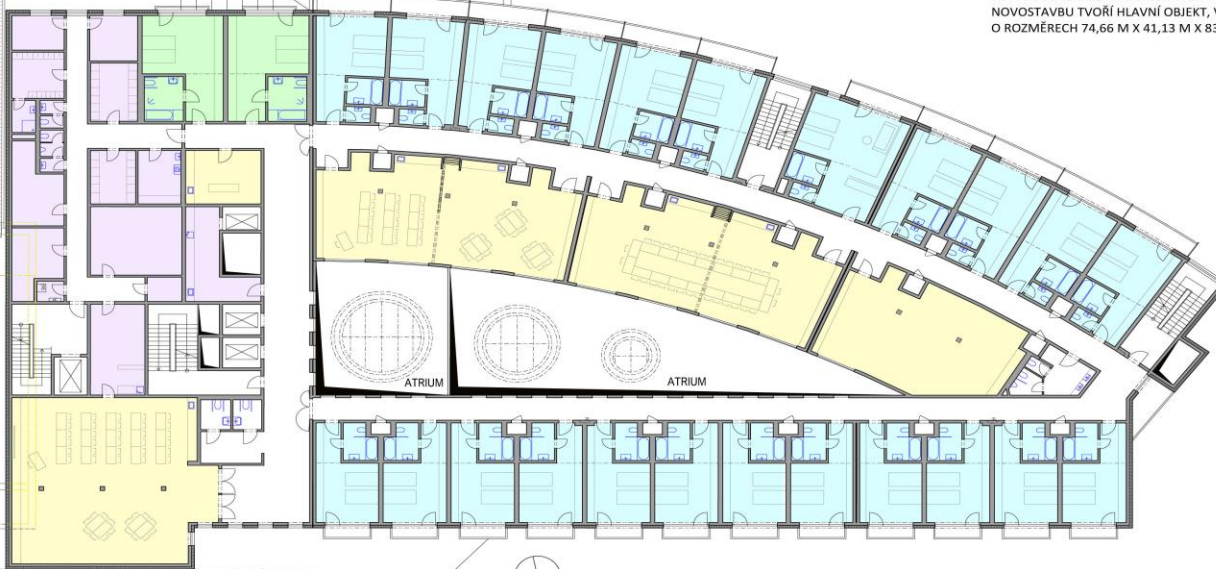 NOVOSTAVBU TVOŘÍ HLAVNÍ OBJEKT,
O ROZMĚRECH 74,66 M X 41,13 M X
ATRIUM
ATRIUM